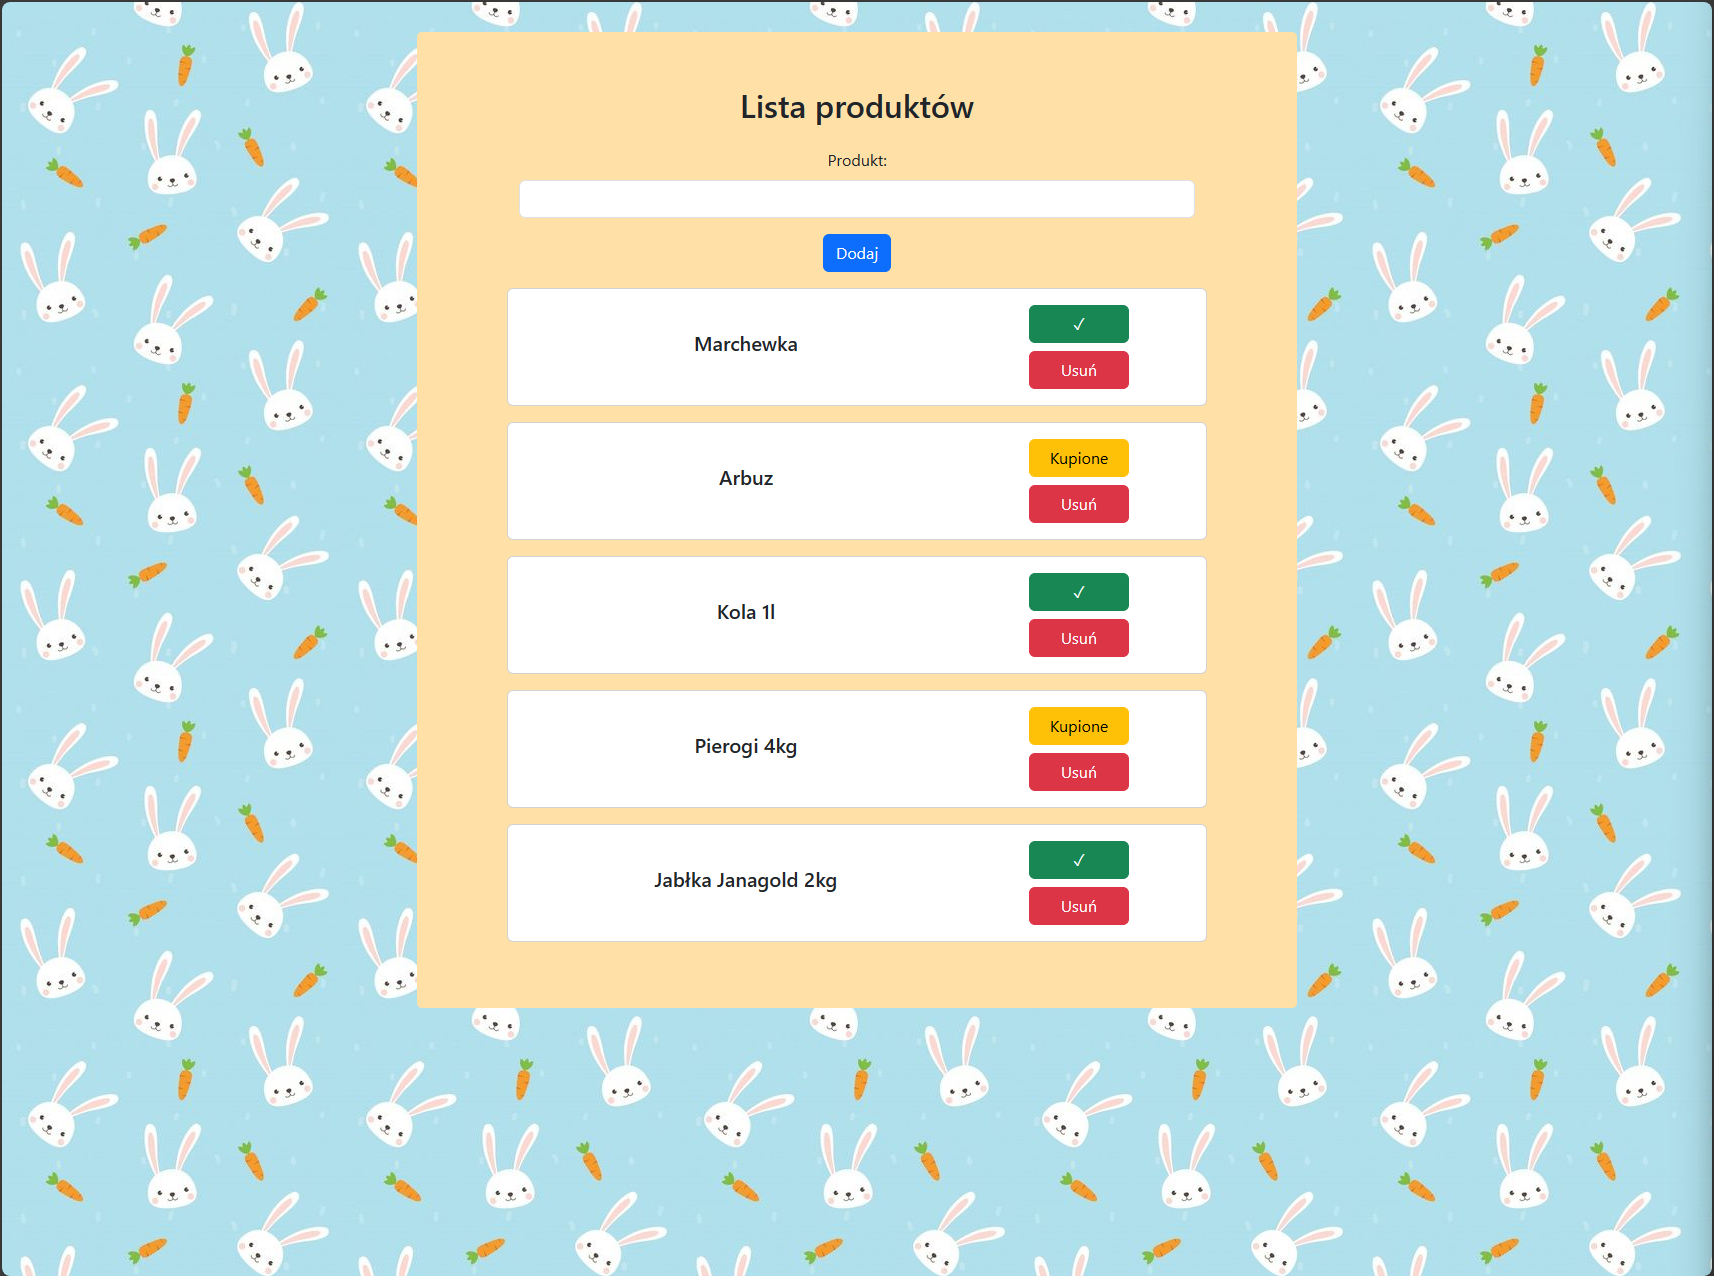 Lista produktów
Produkt:
Dodaj
Marchewka
✓
Usuń
Arbuz
Kupione
Usuń
Kola 1l
✓
Usuń
Pierogi 4kg
Kupione
Usuń
Jabłka Janagold 2kg
✓
Usuń